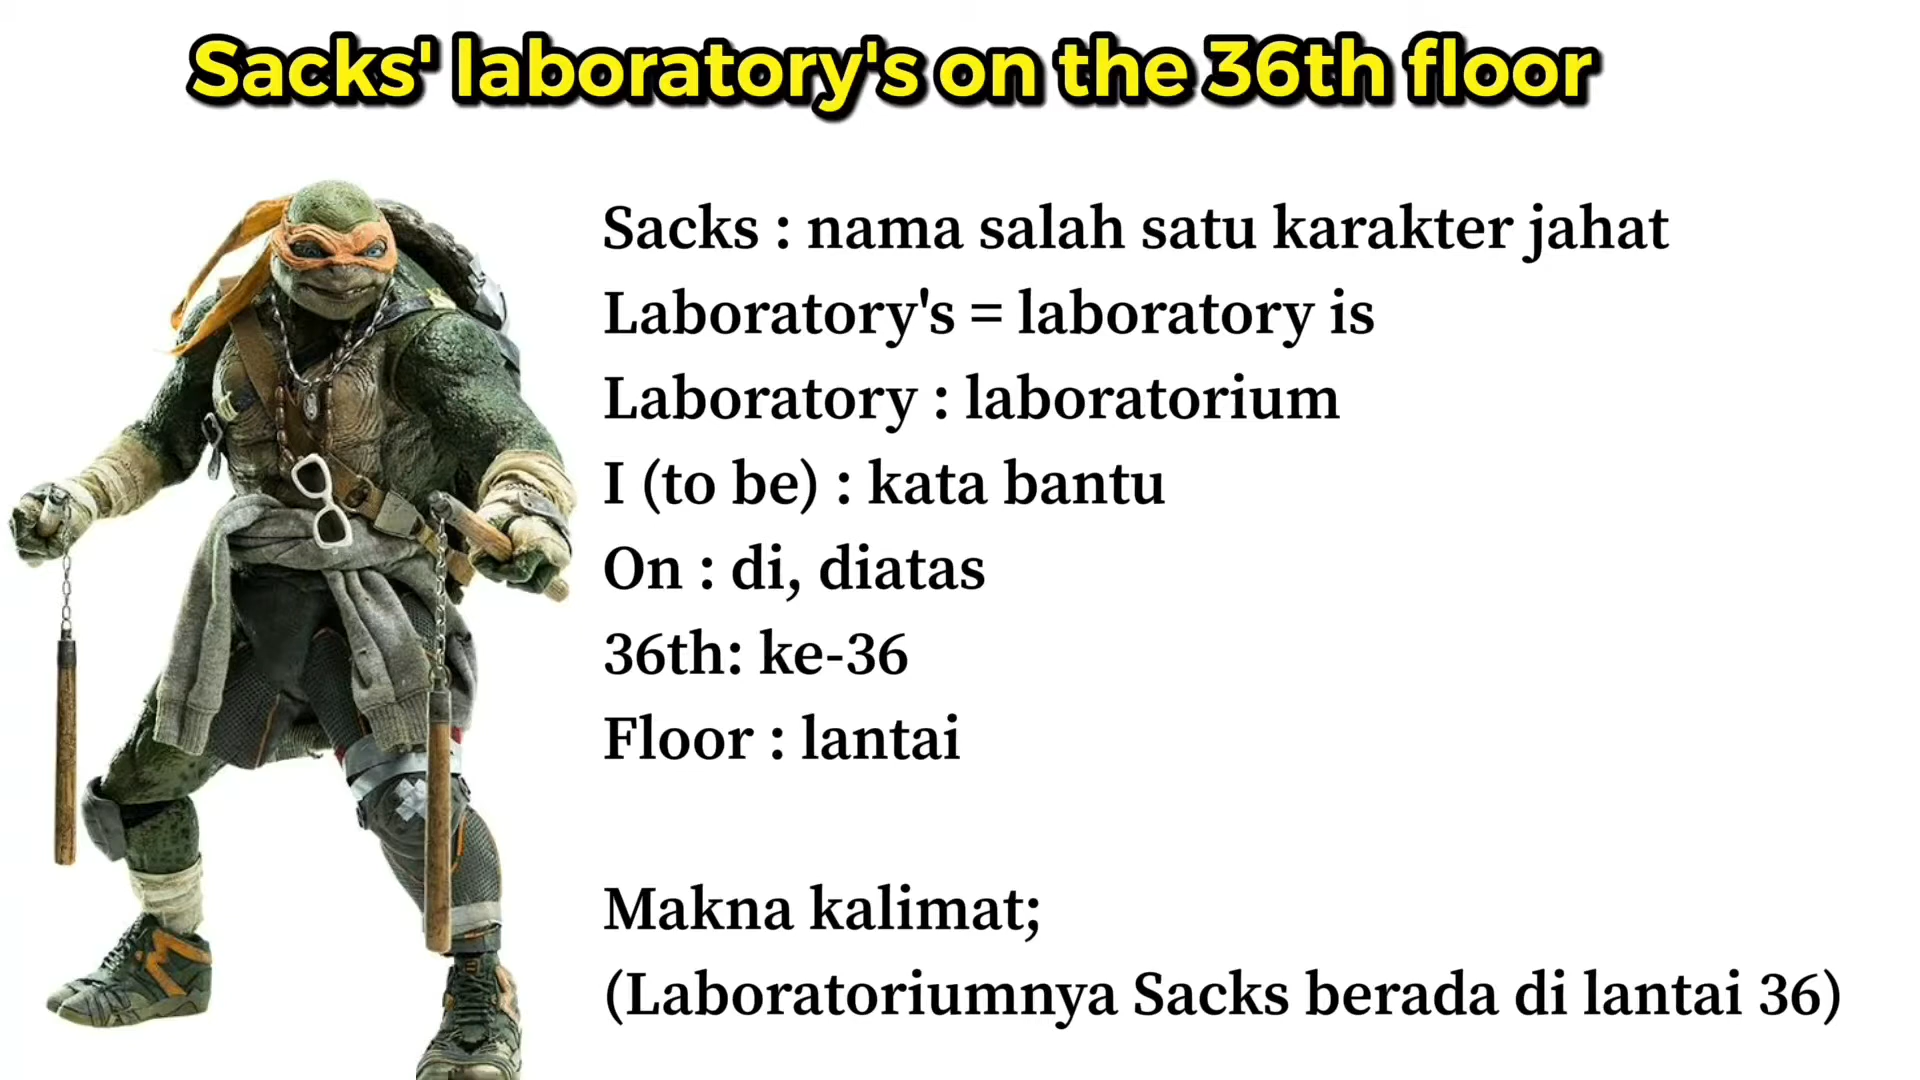 Sacks' laboratory's on the 36th floor
Sacks : nama salah satu karakter jahat
Laboratory's = laboratory is
Laboratory : laboratorium
I (to be) : kata bantu
On : di, diatas
36th: ke-36
Floor : lantai
Makna kalimat;
(Laboratoriumnya Sacks berada di lantai 36)